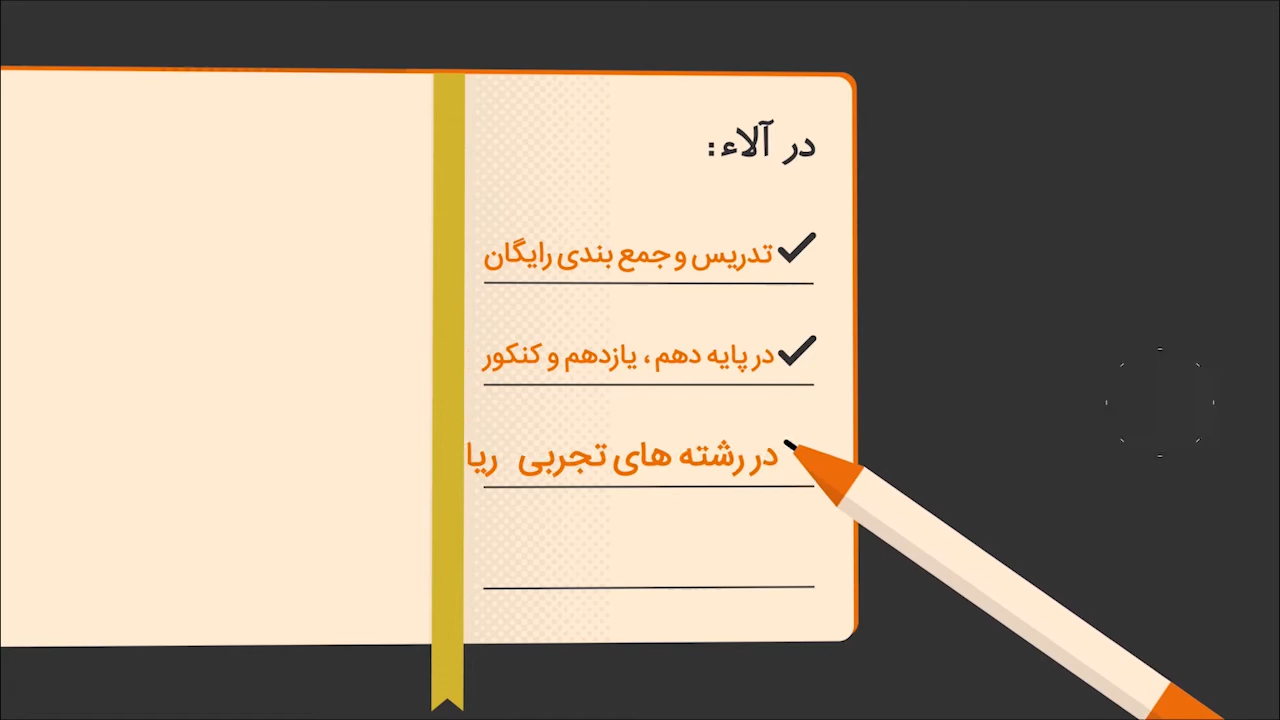 در آلاء:
تدریس و جمع بندی رایگان
در پایه دهم ، یازدهم و کنکور
در رشته های تجربی ریا